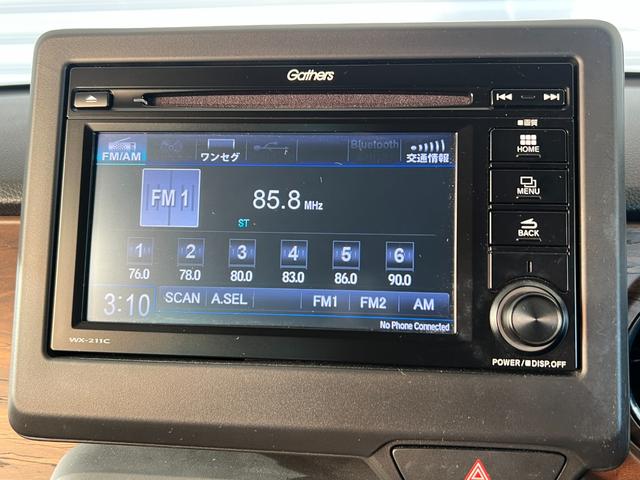 Gathers
FM/AM
ワンセグ
Bluetooth
交通情報
FM 1
85.8 MHz
ST
1 2 3 4 5 6
76.0 78.0 80.0 83.0 86.0 90.0
3:10
SCAN A.SEL FM1 FM2 AM
No Phone Connected
WX-211C
HOME
MENU
BACK
POWER/■DISP.OFF